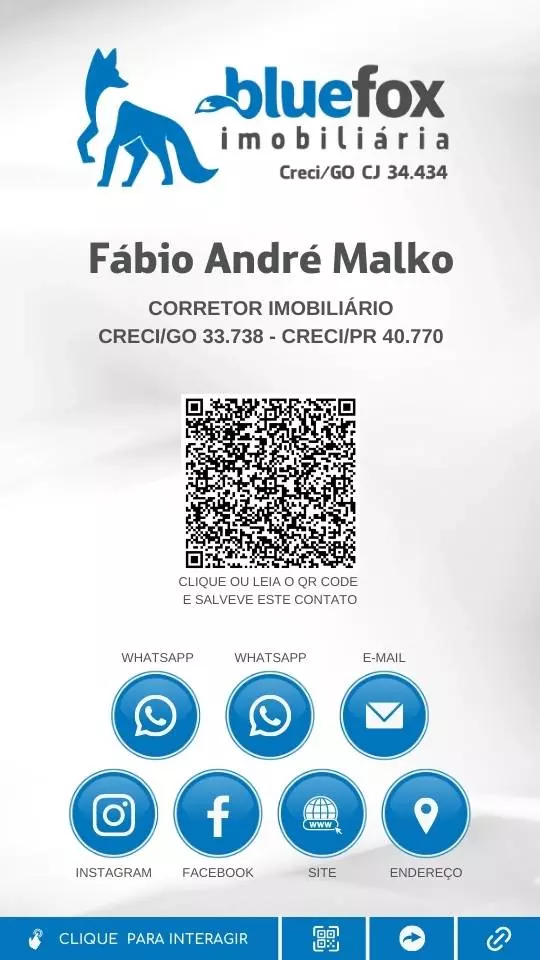 bluefox
imobiliária
Creci/GO CJ 34.434
Fábio André Malko
CORRETOR IMOBILIÁRIO
CRECI/GO 33.738 - CRECI/PR 40.770
CLIQUE OU LEIA O QR CODE
E SALVEVE ESTE CONTATO
WHATSAPP WHATSAPP E-MAIL
WWW
INSTAGRAM FACEBOOK SITE ENDEREÇO
CLIQUE PARA INTERAGIR